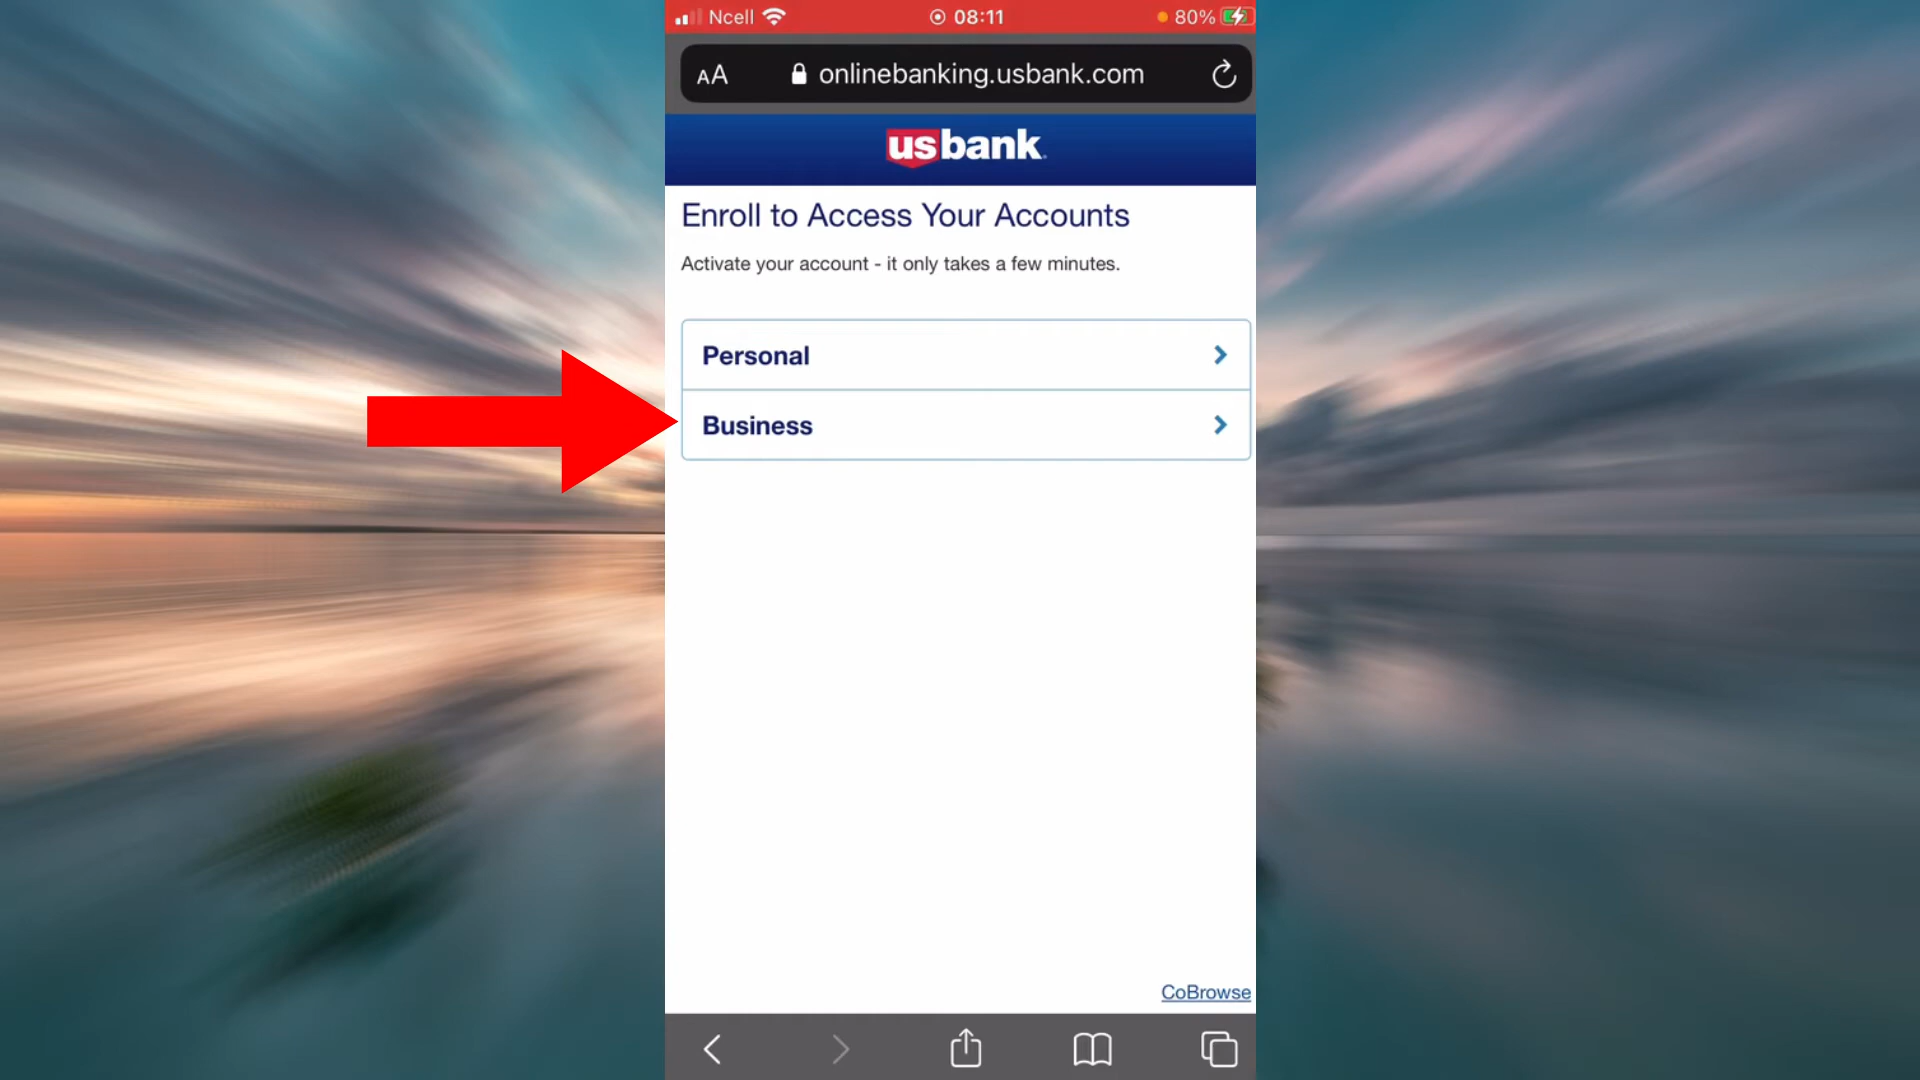 Ncell 08:11 80%
AA onlinebanking.usbank.com
usbank
Enroll to Access Your Accounts
Activate your account - it only takes a few minutes.
Personal
Business
CoBrowse